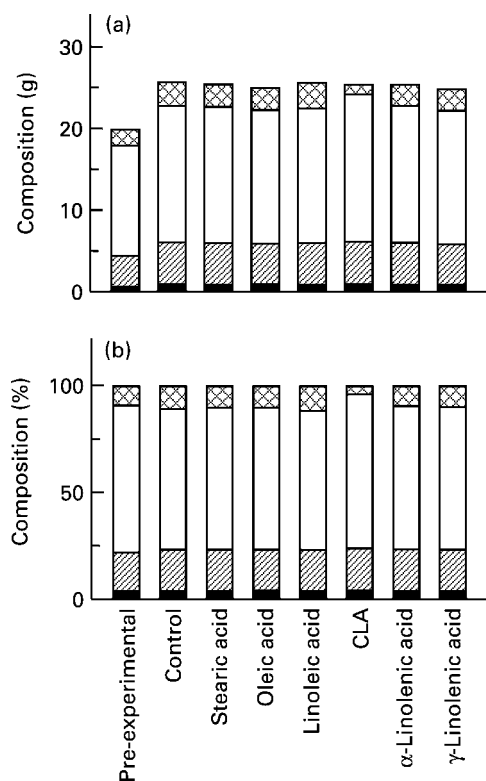 (a)
30
20
10
0
Composition (g)
(b)
100
50
0
Composition (%)
Pre-experimental
Control
Stearic acid
Oleic acid
Linoleic acid
CLA
α-Linolenic acid
γ-Linolenic acid